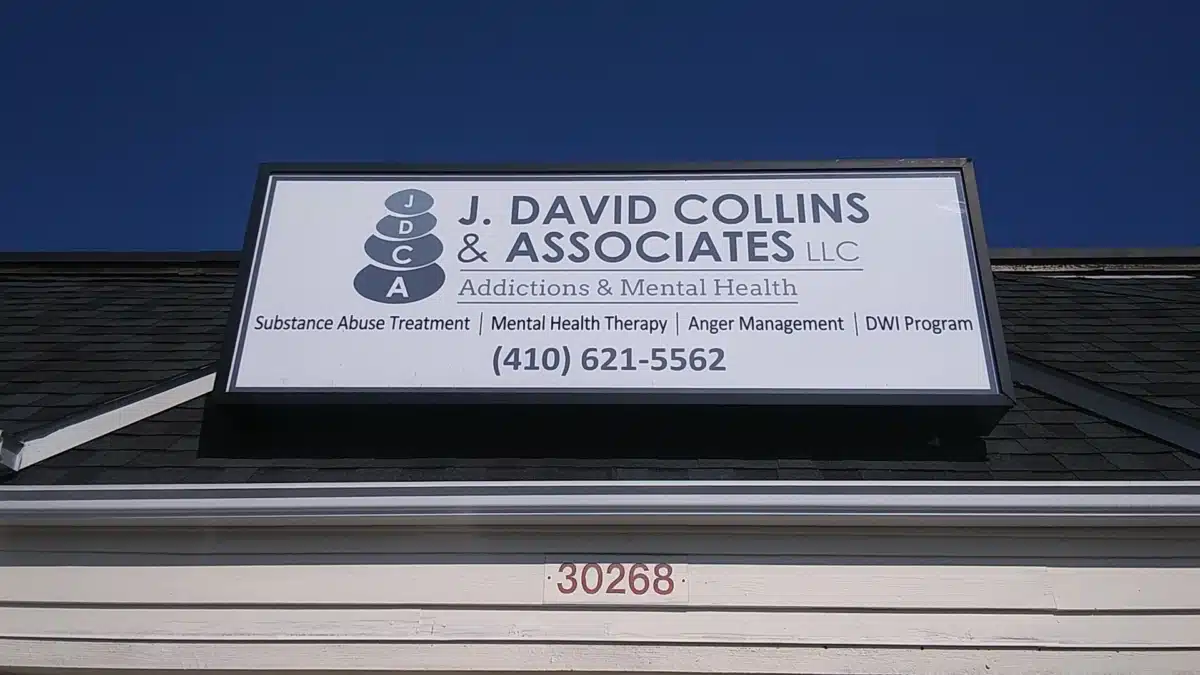 J
D
C
A
J. DAVID COLLINS
& ASSOCIATES LLC
Addictions & Mental Health
Substance Abuse Treatment | Mental Health Therapy | Anger Management | DWI Program
(410) 621-5562
30268